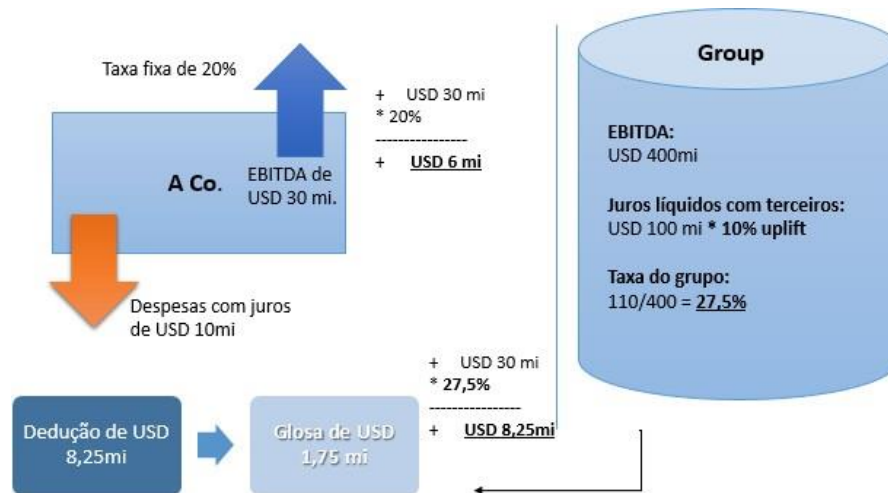 Taxa fixa de 20%
+ USD 30 mi
* 20%
----------------
+ USD 6 mi
A Co.
EBITDA de
USD 30 mi.
Despesas com juros
de USD 10mi
+ USD 30 mi
* 27,5%
----------------
+ USD 8,25mi
Dedução de USD
8,25mi
Glosa de USD
1,75 mi
Group
EBITDA:
USD 400mi
Juros líquidos com terceiros:
USD 100 mi * 10% uplift
Taxa do grupo:
110/400 = 27,5%